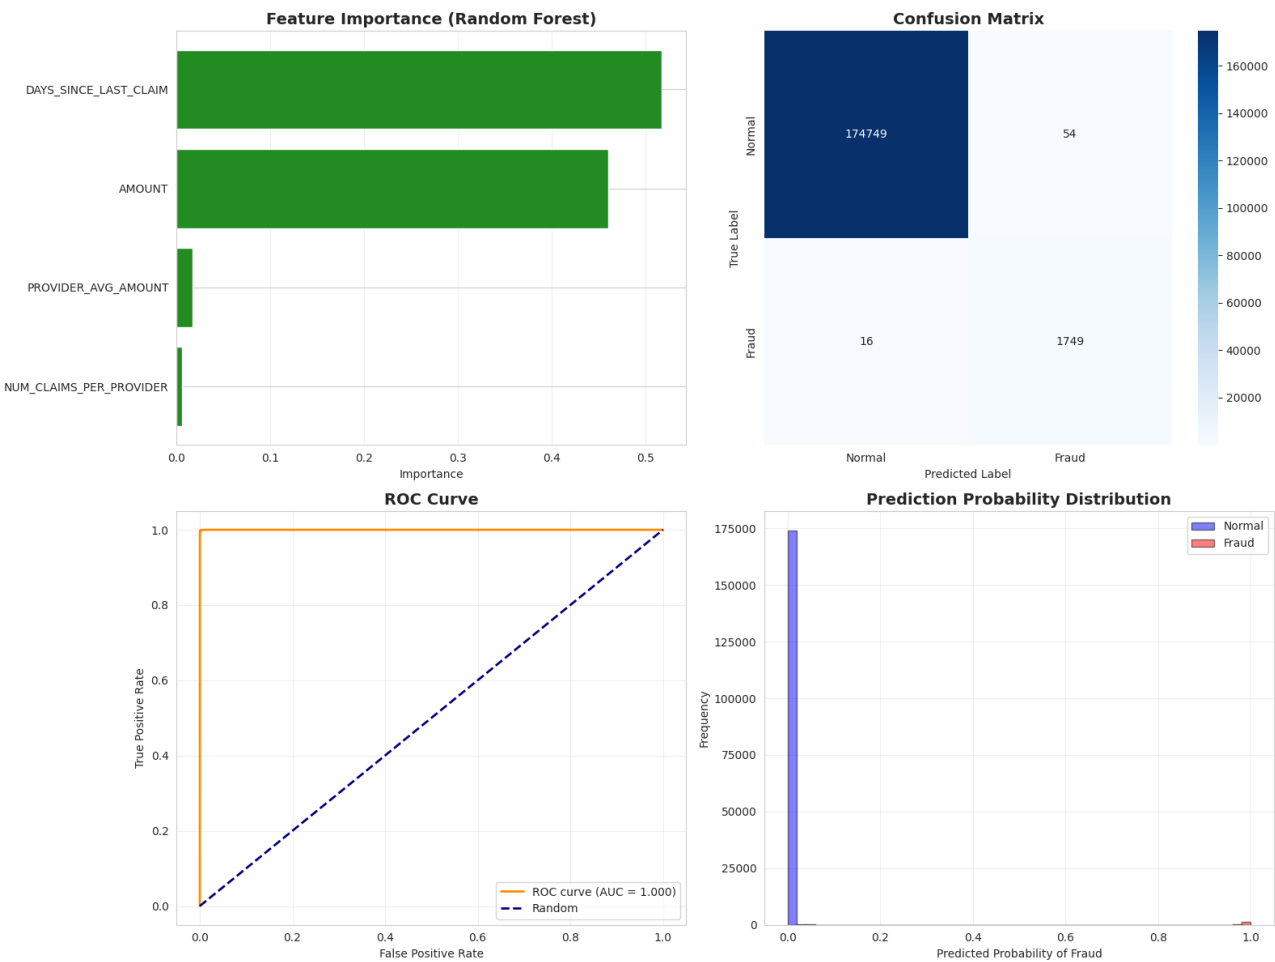 Feature Importance (Random Forest)
DAYS_SINCE_LAST_CLAIM
AMOUNT
PROVIDER_AVG_AMOUNT
NUM_CLAIMS_PER_PROVIDER
0.0 0.1 0.2 0.3 0.4 0.5
Importance
Confusion Matrix
True Label
Normal
Fraud
174749 54
16 1749
Normal Fraud
Predicted Label
160000
140000
120000
100000
80000
60000
40000
20000
ROC Curve
True Positive Rate
1.0
0.8
0.6
0.4
0.2
0.0
ROC curve (AUC = 1.000)
Random
0.0 0.2 0.4 0.6 0.8 1.0
False Positive Rate
Prediction Probability Distribution
Frequency
175000
150000
125000
100000
75000
50000
25000
0
Normal
Fraud
0.0 0.2 0.4 0.6 0.8 1.0
Predicted Probability of Fraud